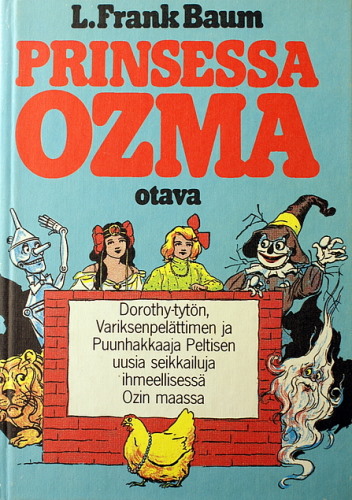 L. Frank Baum
PRINSESSA
OZMA
otava
Dorothy-tytön,
Variksenpelättimen ja
Puunhakkaaja Peltisen
uusia seikkailuja
ihmeellisessä
Ozin maassa